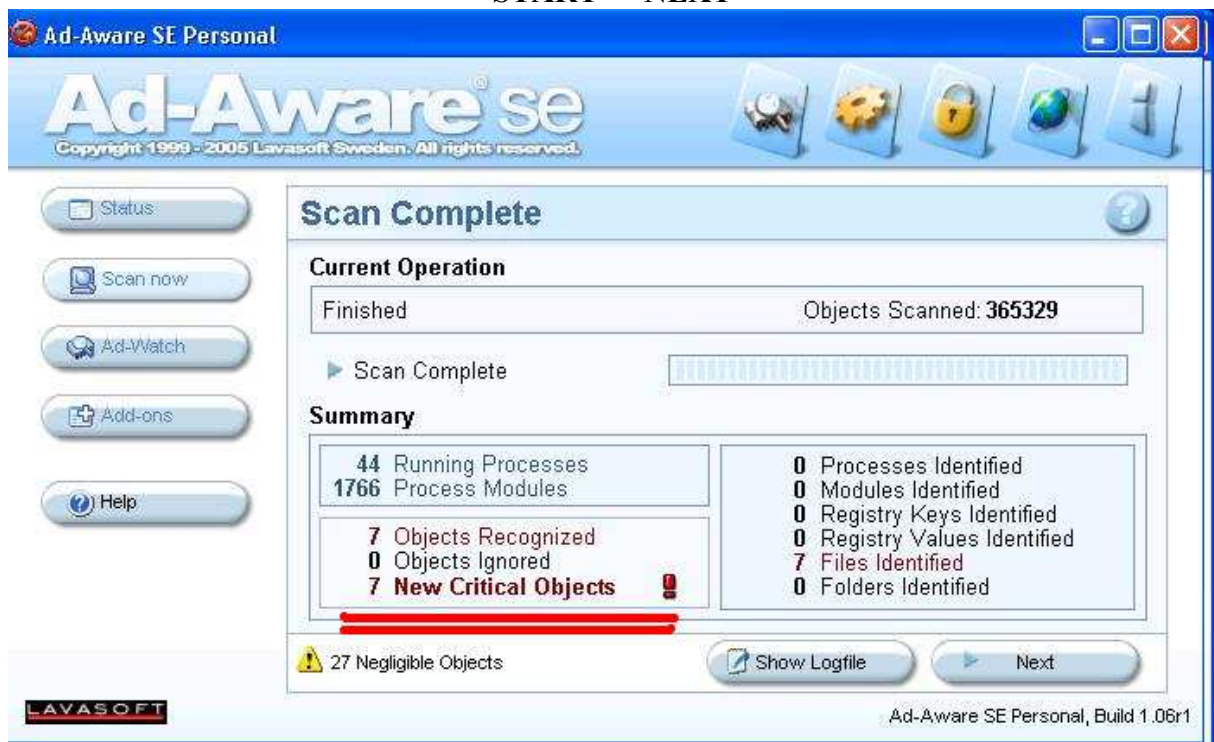 START NEXT
Ad-Aware SE Personal
Ad-Aware® SE
Copyright 1999 - 2005 Lavasoft Sweden. All rights reserved.
Status
Scan now
Ad-Watch
Add-ons
Help
Scan Complete
Current Operation
Finished Objects Scanned: 365329
Scan Complete
Summary
44 Running Processes
1766 Process Modules
7 Objects Recognized
0 Objects Ignored
7 New Critical Objects
0 Processes Identified
0 Modules Identified
0 Registry Keys Identified
0 Registry Values Identified
7 Files Identified
0 Folders Identified
27 Negligible Objects
Show Logfile
Next
LAVASOFT
Ad-Aware SE Personal, Build 1.06r1